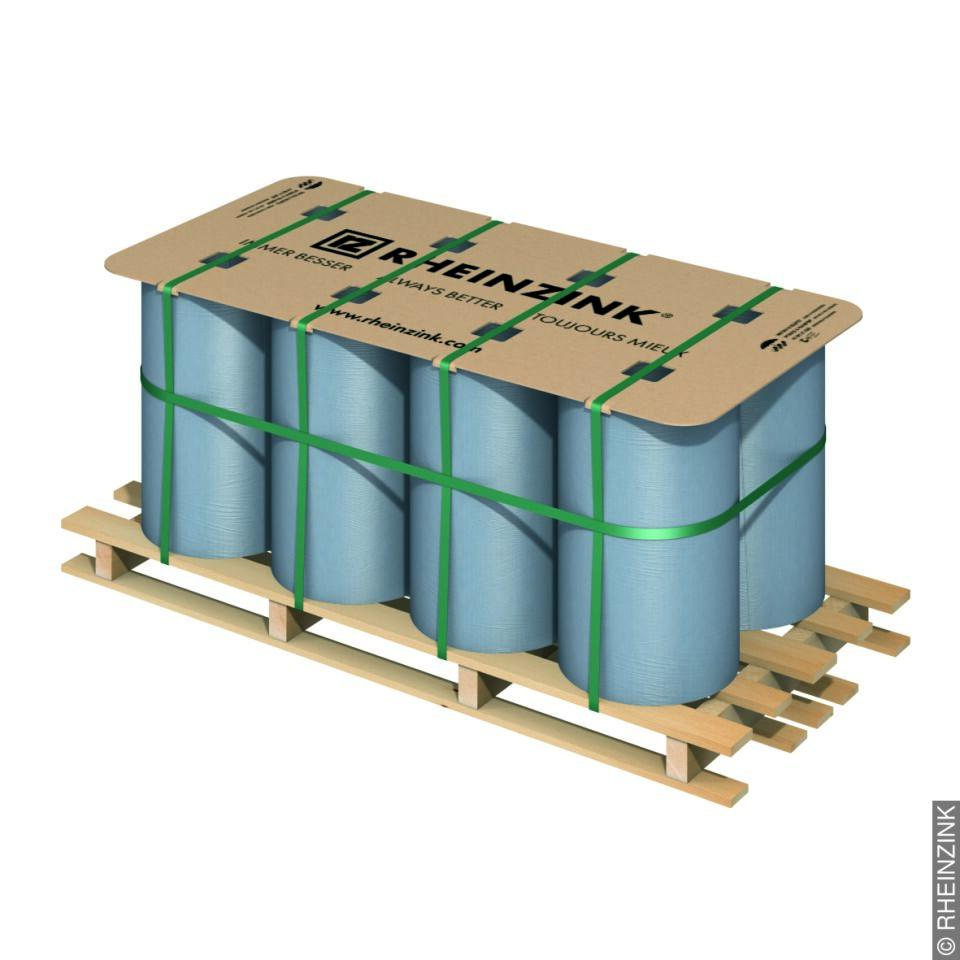 RHEINZINK®
IMMER BESSER
ALWAYS BETTER
TOUJOURS MIEUX
www.rheinzink.com
© RHEINZINK